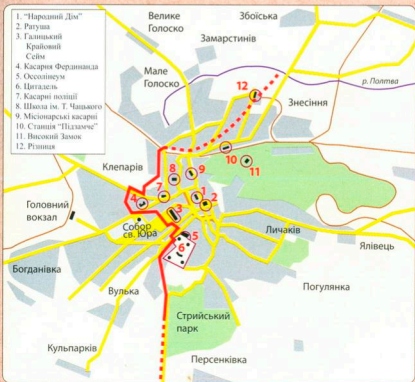 1. "Народний Дім"
2. Ратуша
3. Галицький
Крайовий
Сейм
4. Касарня Фердинанда
5. Оссолінеум
6. Цитадель
7. Касарні поліції
8. Школа ім. Т. Чацького
9. Місіонарські касарні
10. Станція "Підзамче"
11. Високий Замок
12. Різниця
Велике
Голоско
Збоїська
Замарстинів
Мале
Голоско
12
р. Полтва
Знесіння
Клепарів
10
11
9
8
7
4
1
2
3
Головний
вокзал
Собор
св. Юра
5
6
Личаків
Ялівець
Богданівка
Вулька
Погулянка
Стрийський
парк
Кульпарків
Персенківка